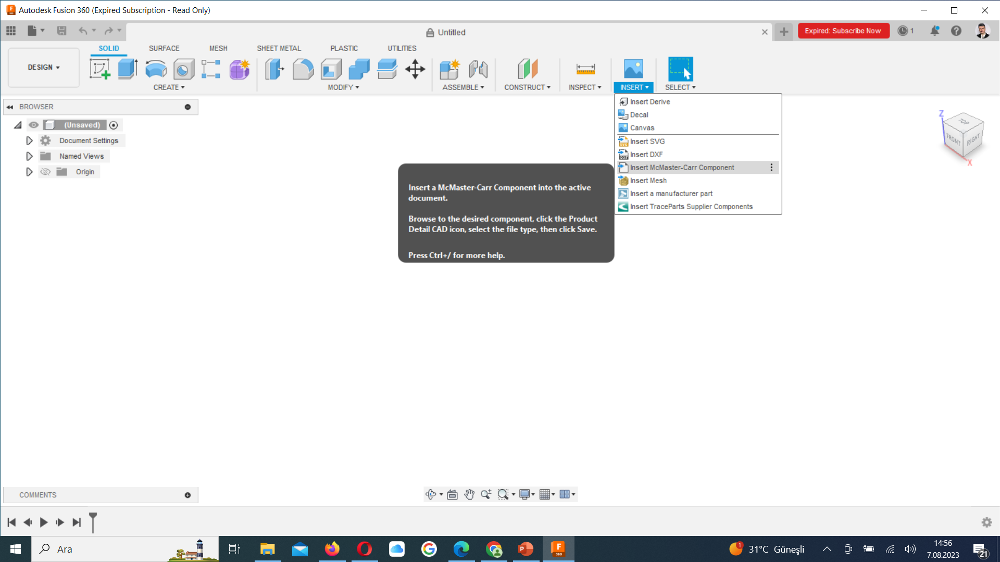 Autodesk Fusion 360 (Expired Subscription - Read Only)
Untitled
Expired: Subscribe Now
1
DESIGN
SOLID
SURFACE
MESH
SHEET METAL
PLASTIC
UTILITIES
CREATE
MODIFY
ASSEMBLE
CONSTRUCT
INSPECT
INSERT
SELECT
BROWSER
(Unsaved)
Document Settings
Named Views
Origin
Insert Derive
Decal
Canvas
Insert SVG
Insert DXF
Insert McMaster-Carr Component
Insert Mesh
Insert a manufacturer part
Insert TraceParts Supplier Components
Insert a McMaster-Carr Component into the active
document.
Browse to the desired component, click the Product
Detail CAD icon, select the file type, then click Save.
Press Ctrl+/ for more help.
Z
TOP
FRONT
RIGHT
X
COMMENTS
Ara
1
31°C Güneşli
14:56
7.08.2023
21